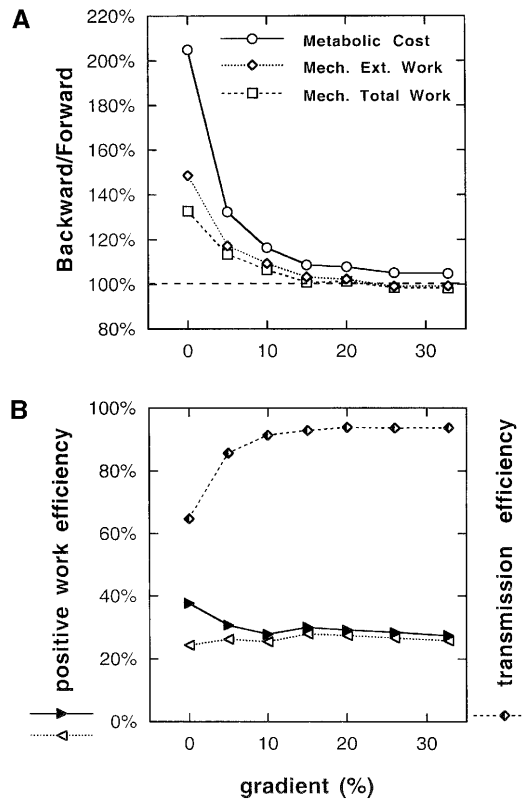 A
220%
200%
180%
160%
140%
120%
100%
80%
Backward/Forward
Metabolic Cost
Mech. Ext. Work
Mech. Total Work
0 10 20 30
B
100%
80%
60%
40%
20%
0%
positive work efficiency
transmission efficiency
0 10 20 30
gradient (%)